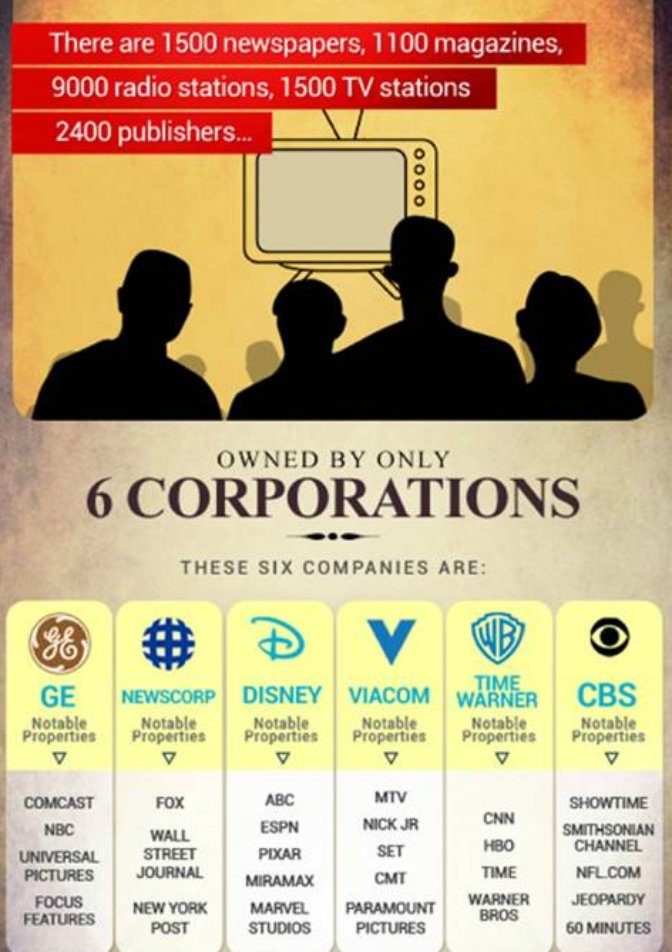 There are 1500 newspapers, 1100 magazines,
9000 radio stations, 1500 TV stations
2400 publishers...
OWNED BY ONLY
6 CORPORATIONS
THESE SIX COMPANIES ARE:
GE
GE
Notable
Properties
COMCAST
NBC
UNIVERSAL
PICTURES
FOCUS
FEATURES
NEWSCORP
Notable
Properties
FOX
WALL
STREET
JOURNAL
NEW YORK
POST
D
DISNEY
Notable
Properties
ABC
ESPN
PIXAR
MIRAMAX
MARVEL
STUDIOS
V
VIACOM
Notable
Properties
MTV
NICK JR
SET
CMT
PARAMOUNT
PICTURES
WB
TIME
WARNER
Notable
Properties
CNN
HBO
TIME
WARNER
BROS
CBS
Notable
Properties
SHOWTIME
SMITHSONIAN
CHANNEL
NFL.COM
JEOPARDY
60 MINUTES